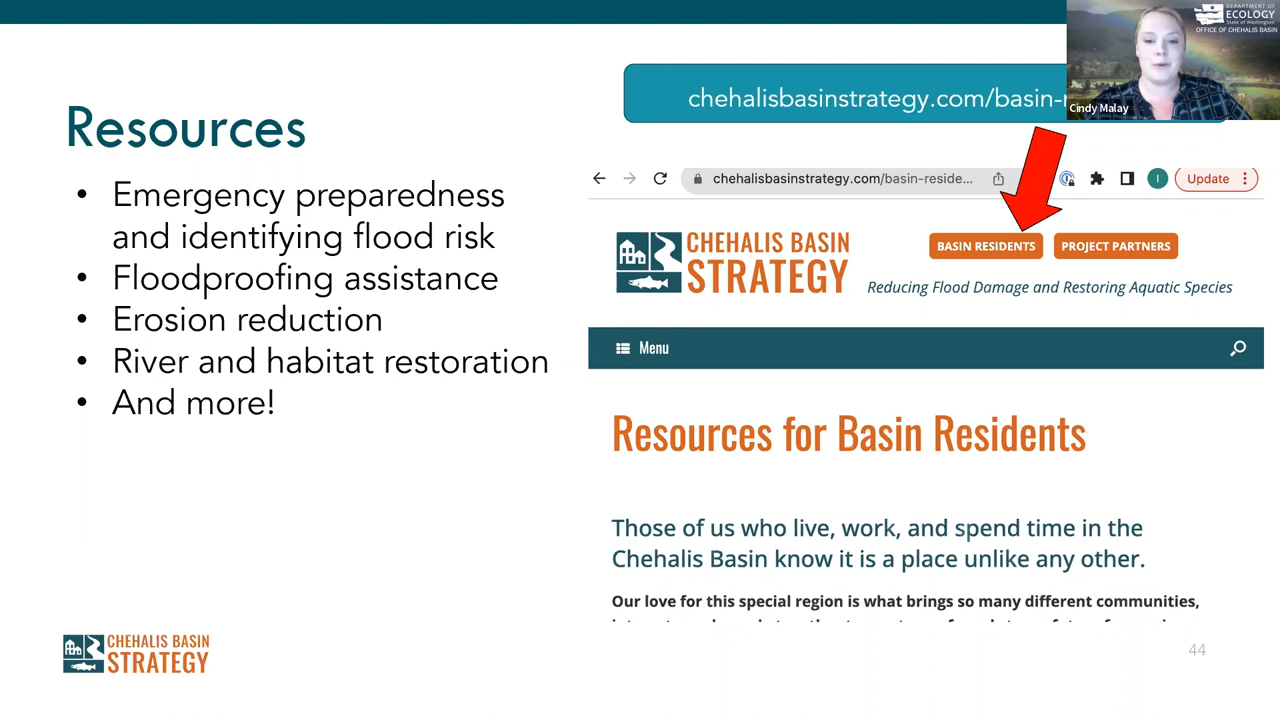 DEPARTMENT OF
ECOLOGY
State of Washington
OFFICE OF CHEHALIS BASIN
Cindy Malay
chehalisbasinstrategy.com/basin-
Resources
• Emergency preparedness
and identifying flood risk
• Floodproofing assistance
• Erosion reduction
• River and habitat restoration
• And more!
chehalisbasinstrategy.com/basin-reside...
I
Update
CHEHALIS BASIN
STRATEGY
BASIN RESIDENTS
PROJECT PARTNERS
Reducing Flood Damage and Restoring Aquatic Species
Menu
Resources for Basin Residents
Those of us who live, work, and spend time in the
Chehalis Basin know it is a place unlike any other.
Our love for this special region is what brings so many different communities,
CHEHALIS BASIN
STRATEGY
44